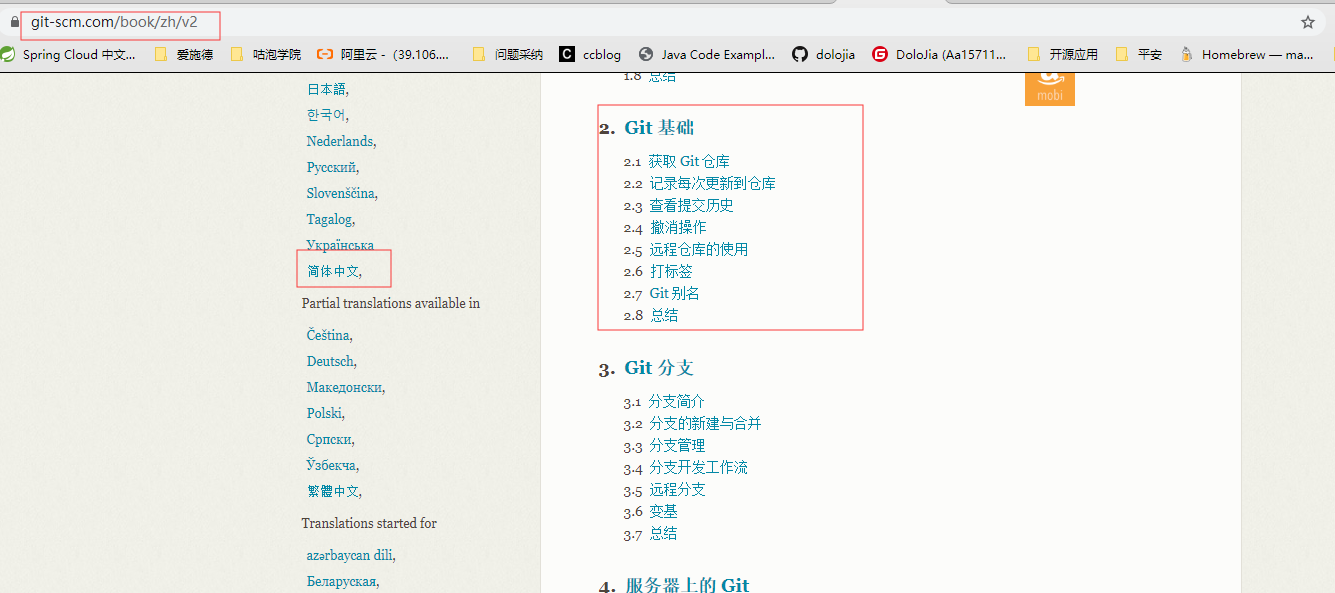 git-scm.com/book/zh/v2
Spring Cloud 中文... 爱施德 咕泡学院 阿里云 - （39.106.... 问题采纳 ccblog Java Code Exampl... dolojia DoloJia (Aa15711... 开源应用 平安 Homebrew — ma...
日本語,
한국어,
Nederlands,
Русский,
Slovenščina,
Tagalog,
Українська
简体中文,
Partial translations available in
Čeština,
Deutsch,
Македонски,
Polski,
Српски,
Ўзбекча,
繁體中文,
Translations started for
azərbaycan dili,
Беларуская,
1.8 总结
mobi
2. Git 基础
2.1 获取 Git 仓库
2.2 记录每次更新到仓库
2.3 查看提交历史
2.4 撤消操作
2.5 远程仓库的使用
2.6 打标签
2.7 Git 别名
2.8 总结
3. Git 分支
3.1 分支简介
3.2 分支的新建与合并
3.3 分支管理
3.4 分支开发工作流
3.5 远程分支
3.6 变基
3.7 总结
4. 服务器上的 Git